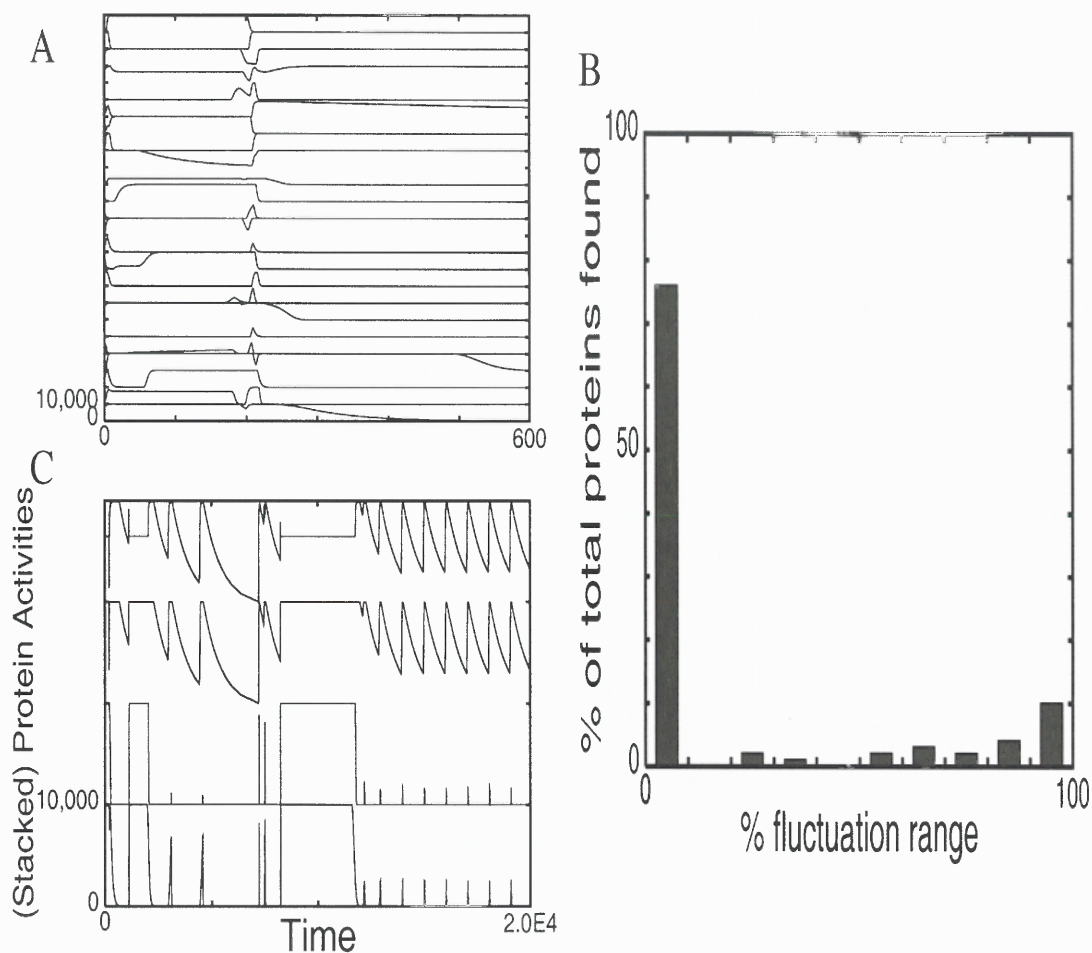 A
10,000
0
0
600
B
% of total proteins found
100
50
0
0
100
% fluctuation range
C
(Stacked) Protein Activities
10,000
0
0
2.0E4
Time